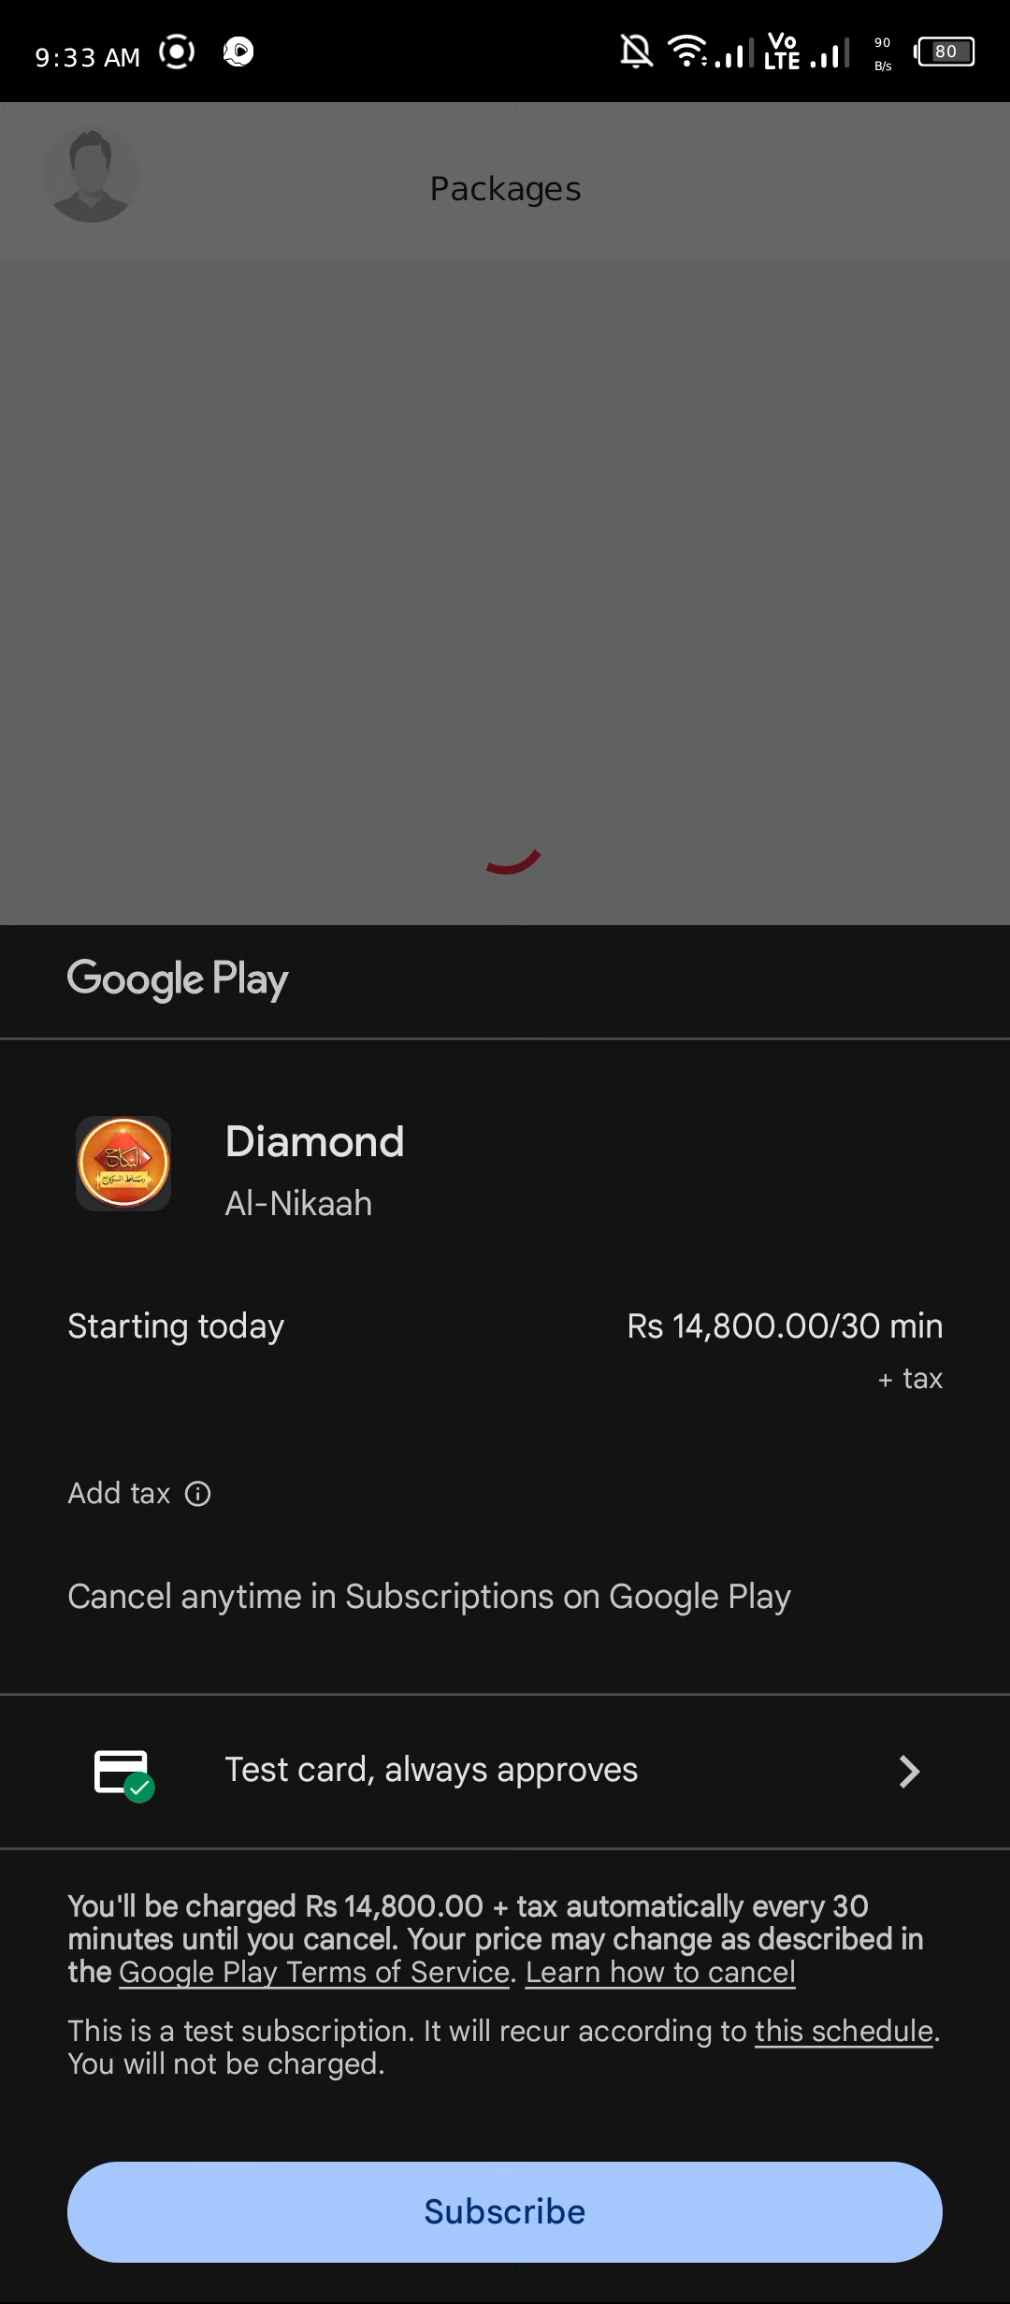 9:33 AM
Vo
LTE
90
B/s
80
Packages
Google Play
النكاح
Diamond
Al-Nikaah
Starting today
Rs 14,800.00/30 min
+ tax
Add tax
Cancel anytime in Subscriptions on Google Play
Test card, always approves
You'll be charged Rs 14,800.00 + tax automatically every 30
minutes until you cancel. Your price may change as described in
the Google Play Terms of Service. Learn how to cancel
This is a test subscription. It will recur according to this schedule.
You will not be charged.
Subscribe